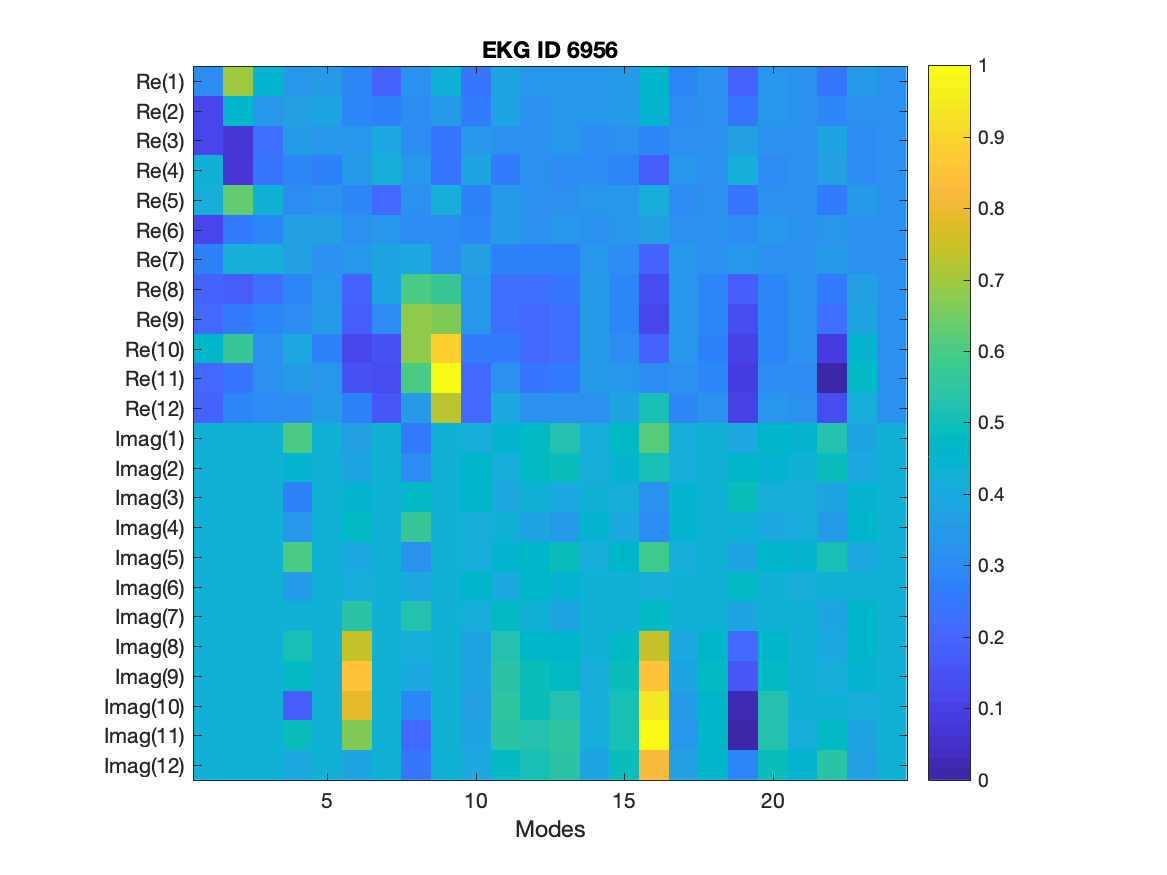 EKG ID 6956
Re(1)
Re(2)
Re(3)
Re(4)
Re(5)
Re(6)
Re(7)
Re(8)
Re(9)
Re(10)
Re(11)
Re(12)
Imag(1)
Imag(2)
Imag(3)
Imag(4)
Imag(5)
Imag(6)
Imag(7)
Imag(8)
Imag(9)
Imag(10)
Imag(11)
Imag(12)
5 10 15 20
Modes
1
0.9
0.8
0.7
0.6
0.5
0.4
0.3
0.2
0.1
0